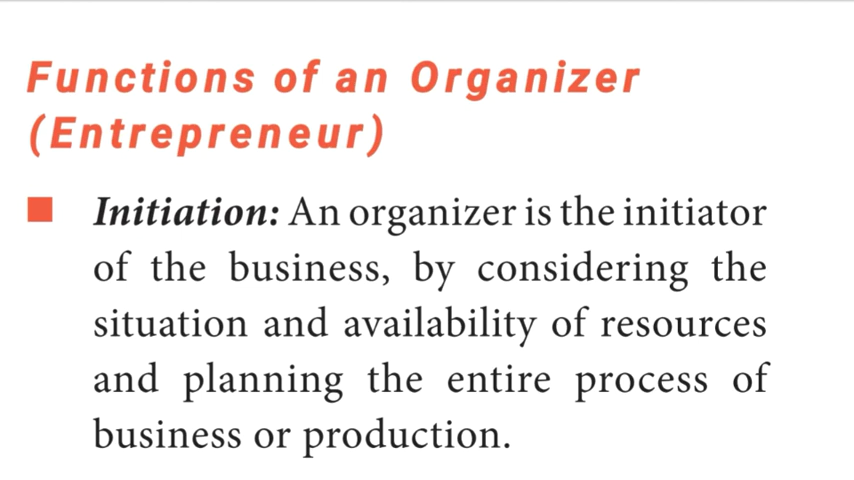 Functions of an Organizer
(Entrepreneur)
Initiation: An organizer is the initiator
of the business, by considering the
situation and availability of resources
and planning the entire process of
business or production.